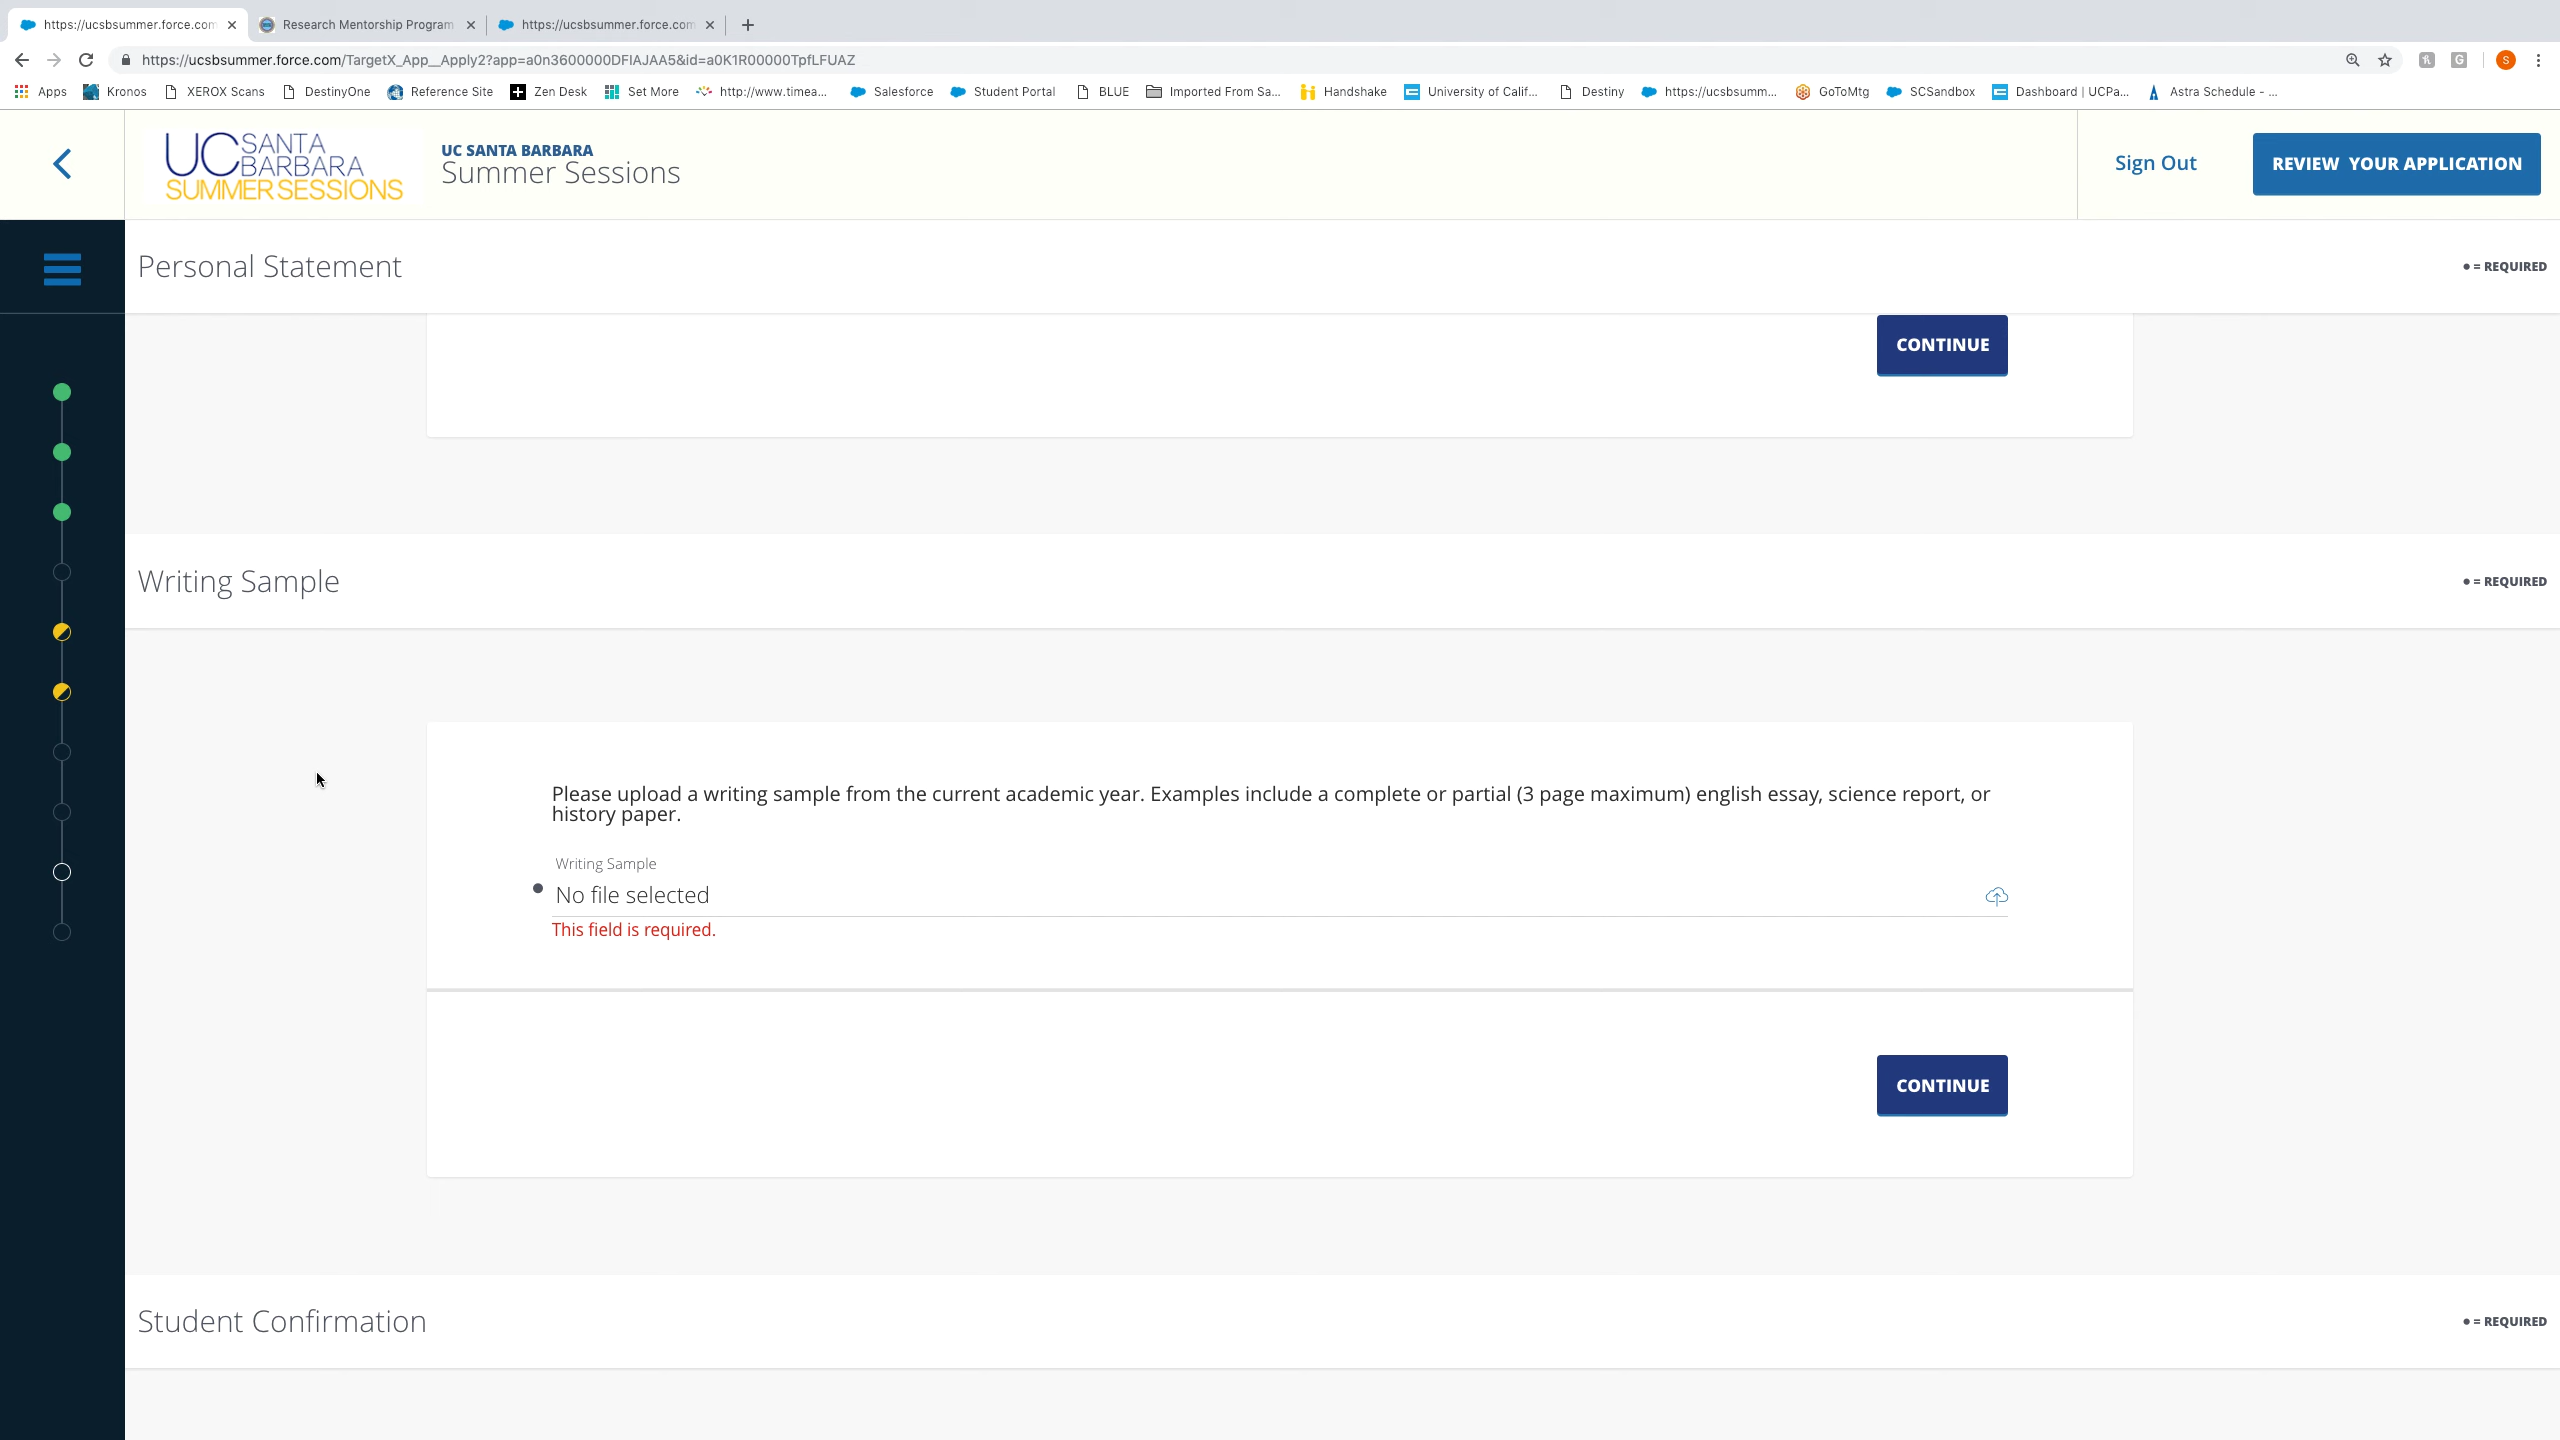 https://ucsbsummer.force.com
Research Mentorship Program
https://ucsbsummer.force.com
https://ucsbsummer.force.com/TargetX_App__Apply2?app=a0n3600000DFIAJAA5&id=a0K1R00000TpfLFUAZ
S
Apps Kronos XEROX Scans DestinyOne Reference Site Zen Desk Set More http://www.timea... Salesforce Student Portal BLUE Imported From Sa... Handshake University of Calif... Destiny https://ucsbsumm... GoToMtg SCSandbox Dashboard | UCPa... Astra Schedule - ...
UC SANTA
BARBARA
SUMMER SESSIONS
UC SANTA BARBARA
Summer Sessions
Sign Out
REVIEW YOUR APPLICATION
Personal Statement
• = REQUIRED
CONTINUE
Writing Sample
• = REQUIRED
Please upload a writing sample from the current academic year. Examples include a complete or partial (3 page maximum) english essay, science report, or
history paper.
Writing Sample
No file selected
This field is required.
CONTINUE
Student Confirmation
• = REQUIRED